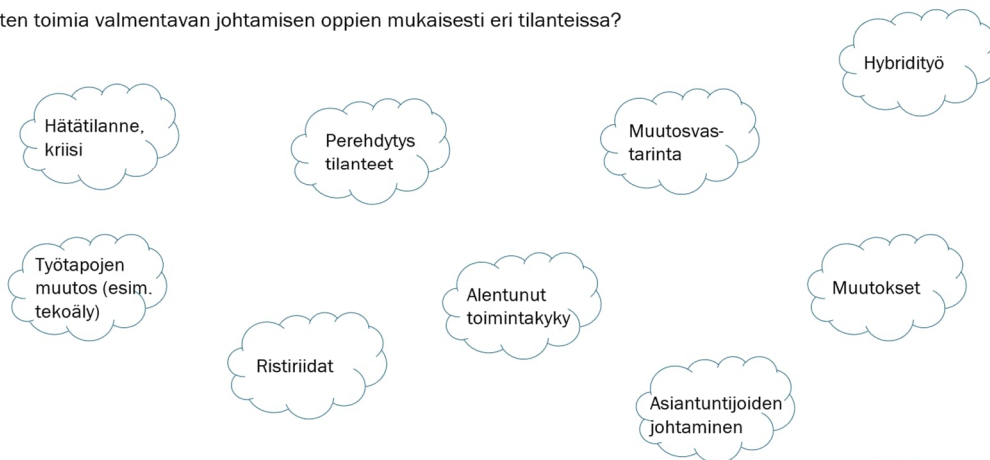 ten toimia valmentavan johtamisen oppien mukaisesti eri tilanteissa?
Hybridityö
Hätätilanne,
kriisi
Perehdytys
tilanteet
Muutosvas-
tarinta
Työtapojen
muutos (esim.
tekoäly)
Alentunut
toimintakyky
Muutokset
Ristiriidat
Asiantuntijoiden
johtaminen